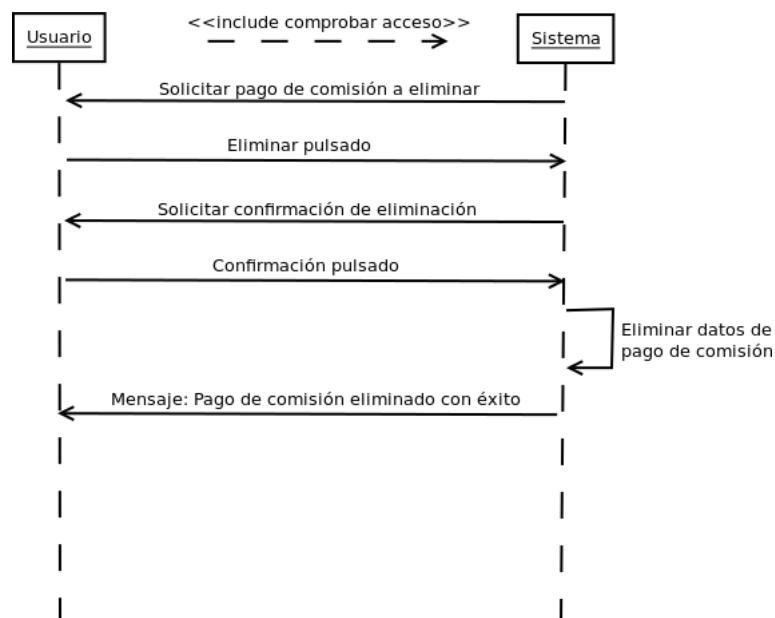 <<include comprobar acceso>>
Usuario
Sistema
Solicitar pago de comisión a eliminar
Eliminar pulsado
Solicitar confirmación de eliminación
Confirmación pulsado
Eliminar datos de
pago de comisión
Mensaje: Pago de comisión eliminado con éxito